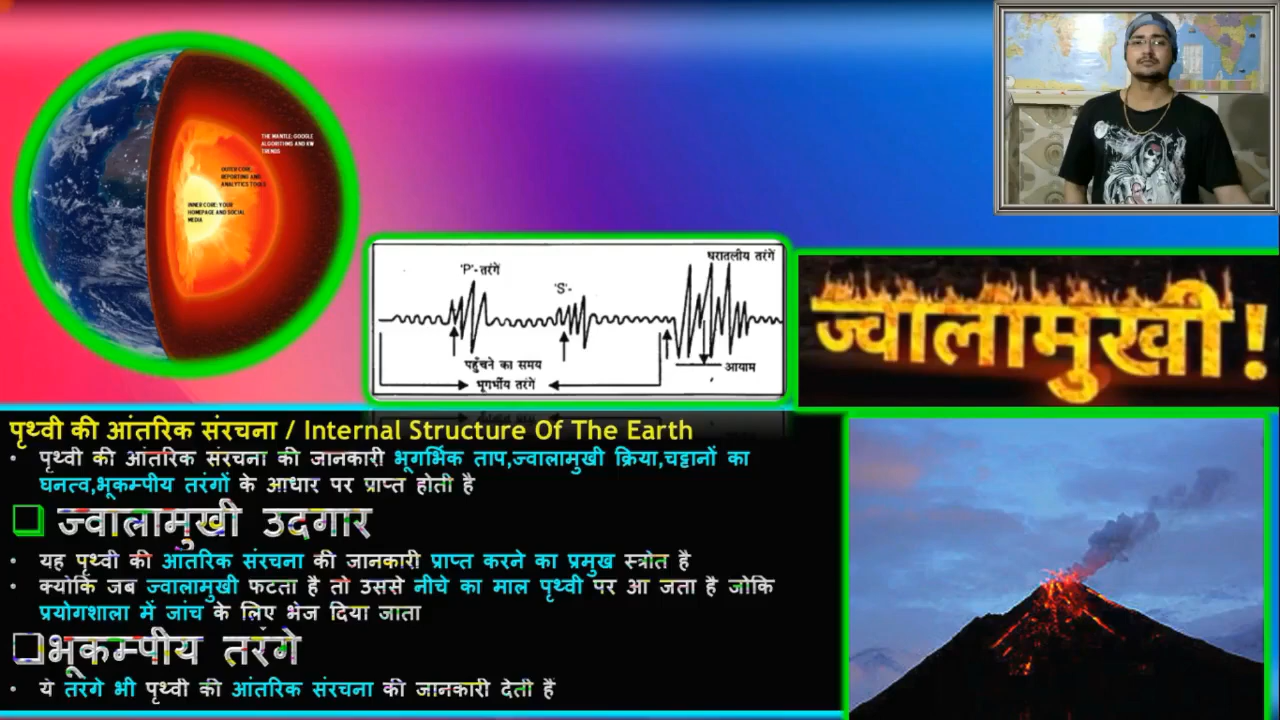 THE MANTLE: GOOGLE
ALGORITHMS AND KW
TRENDS
OUTER CORE:
REPORTING AND
ANALYTICS TOOLS
INNER CORE: YOUR
HOMEPAGE AND SOCIAL
MEDIA
'P'-तरंगें
'S'-
धरातलीय तरंगें
पहुँचने का समय
आयाम
भूगर्भीय तरंगें
ज्वालामुखी!
पृथ्वी की आंतरिक संरचना / Internal Structure Of The Earth
• पृथ्वी की आंतरिक संरचना की जानकारी भूगर्भिक ताप,ज्वालामुखी क्रिया,चट्टानों का
घनत्व,भूकम्पीय तरंगों के आधार पर प्राप्त होती है
❑ ज्वालामुखी उदगार
• यह पृथ्वी की आंतरिक संरचना की जानकारी प्राप्त करने का प्रमुख स्त्रोत है
• क्योकि जब ज्वालामुखी फटता है तो उससे नीचे का माल पृथ्वी पर आ जता है जोकि
प्रयोगशाला में जांच के लिए भेज दिया जाता
❑भूकम्पीय तरंगे
• ये तरगे भी पृथ्वी की आंतरिक संरचना की जानकारी देती हैं